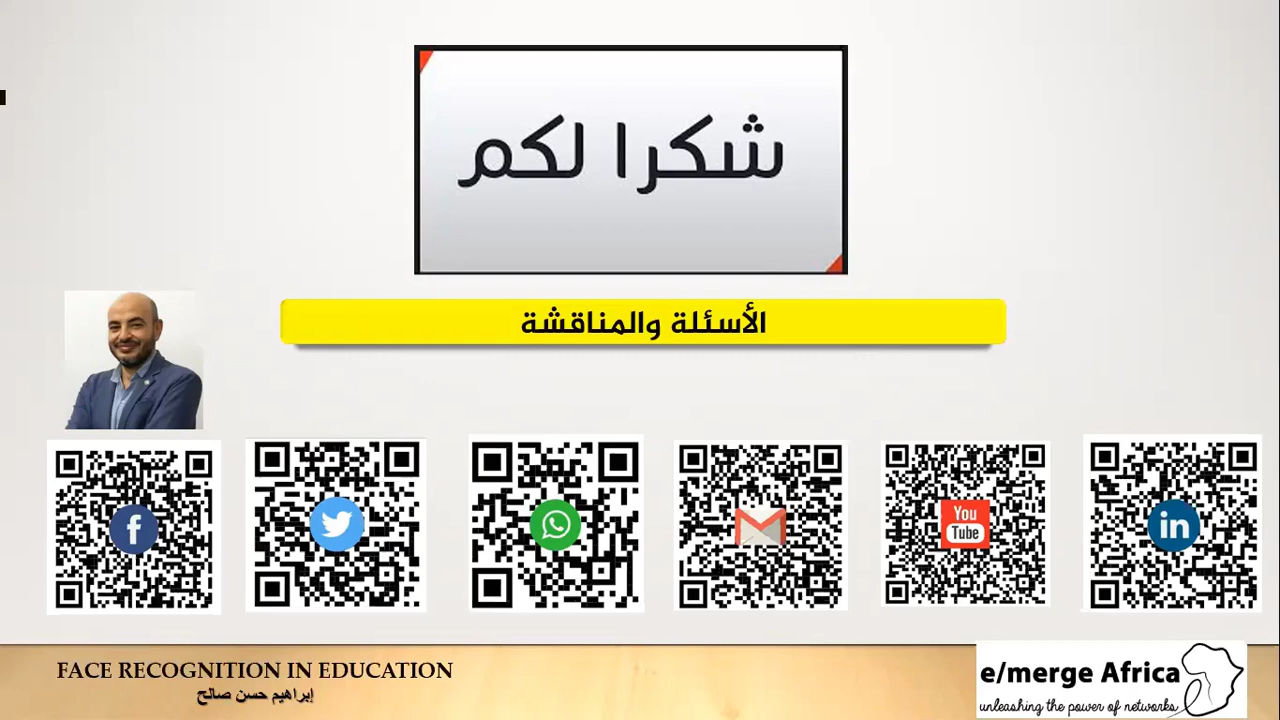 شكرا لكم
الأسئلة والمناقشة
f
You
Tube
in
FACE RECOGNITION IN EDUCATION
إبراهيم حسن صالح
e/merge Africa
unleashing the power of networks